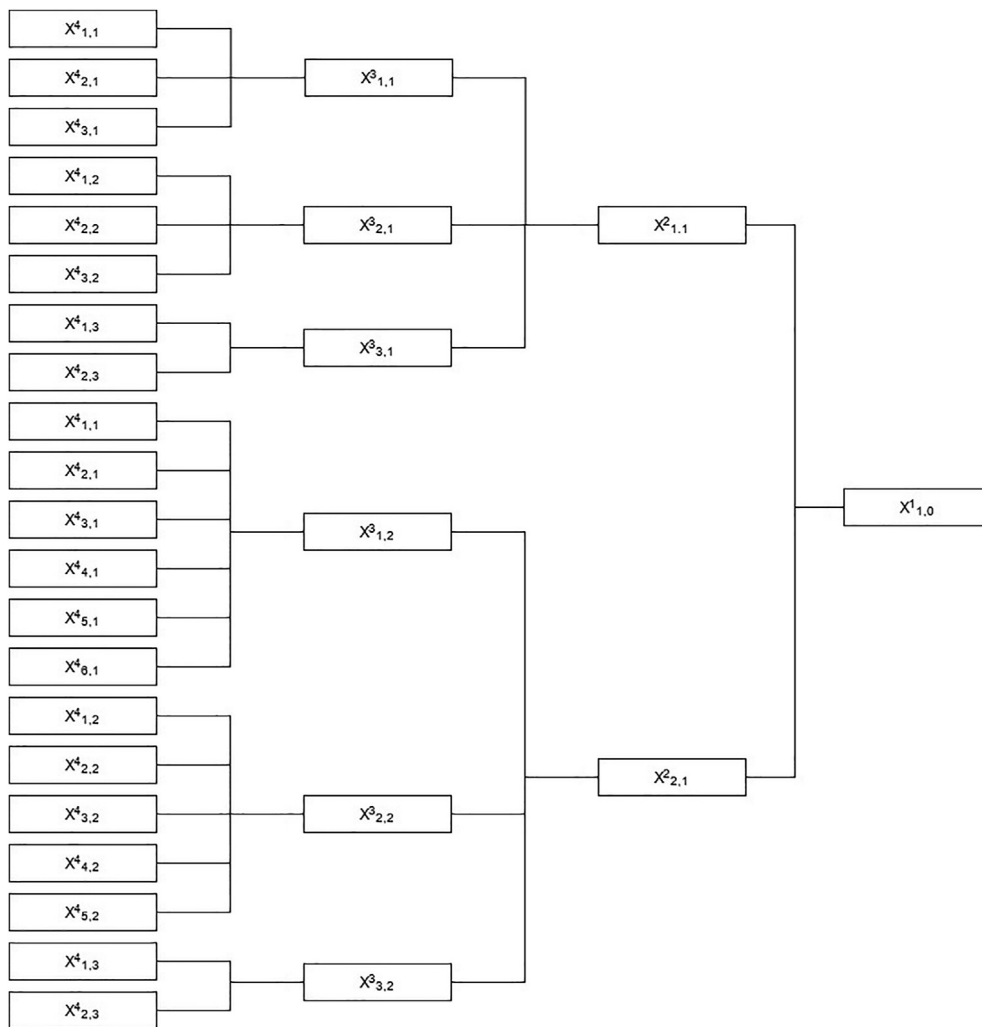 X⁴₁,₁
X⁴₂,₁
X³₁,₁
X⁴₃,₁
X⁴₁,₂
X⁴₂,₂
X³₂,₁
X²₁.₁
X⁴₃,₂
X⁴₁,₃
X³₃,₁
X⁴₂,₃
X⁴₁,₁
X⁴₂,₁
X¹₁,₀
X⁴₃,₁
X³₁,₂
X⁴₄,₁
X⁴₅,₁
X⁴₆,₁
X⁴₁,₂
X⁴₂,₂
X²₂,₁
X⁴₃,₂
X³₂,₂
X⁴₄,₂
X⁴₅,₂
X⁴₁,₃
X³₃,₂
X⁴₂,₃